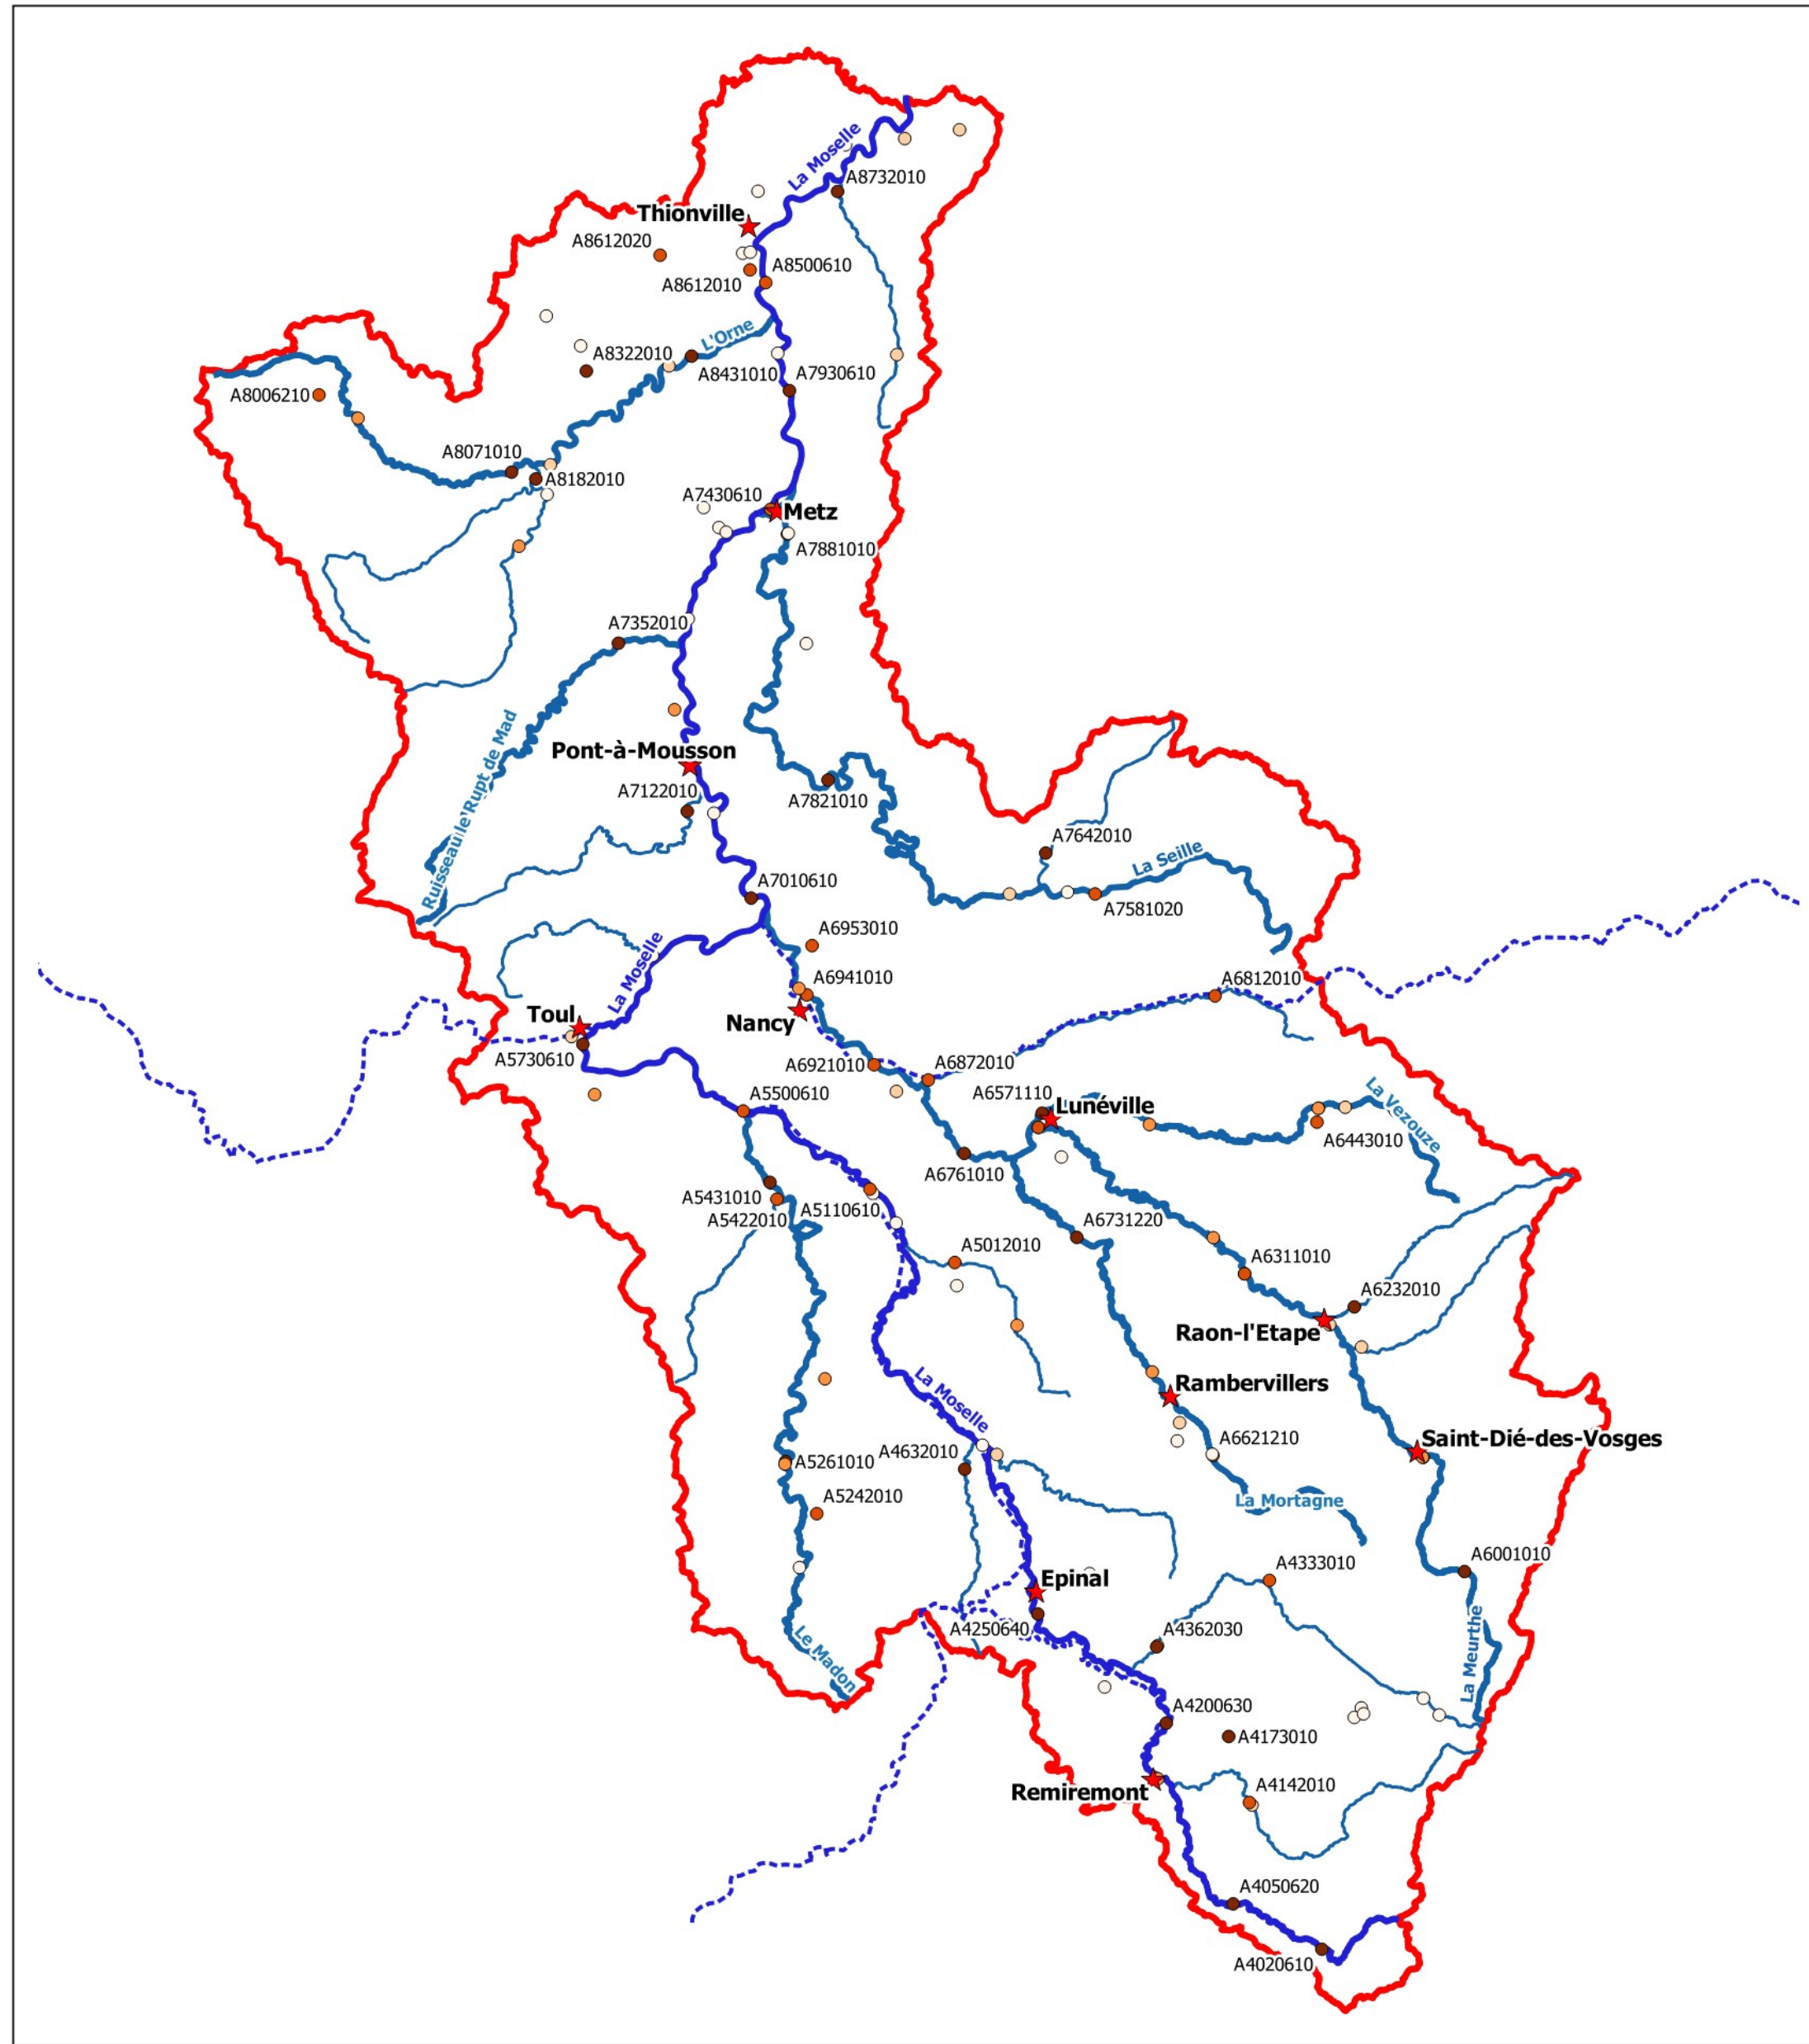 La Moselle
A8732010
Thionville
A8612020
A8500610
A8612010
L'Orne
A8322010
A8431010
A7930610
A8006210
A8071010
A8182010
A7430610
Metz
A7881010
A7352010
Ruisseau le Rupt de Mad
Pont-à-Mousson
A7122010
A7821010
A7642010
La Seille
A7010610
A7581020
A6953010
La Moselle
A6941010
A6812010
Toul
Nancy
A5730610
A6921010
A6872010
A5500610
A6571110
Lunéville
La Vezouze
A6443010
A6761010
A5431010
A5422010
A5110610
A6731220
A5012010
A6311010
A6232010
Raon-l'Etape
La Moselle
Rambervillers
A4632010
A6621210
Saint-Dié-des-Vosges
A5261010
A5242010
La Mortagne
A4333010
A6001010
Epinal
A4250640
A4362030
Le Madon
La Meurthe
A4200630
A4173010
Remiremont
A4142010
A4050620
A4020610